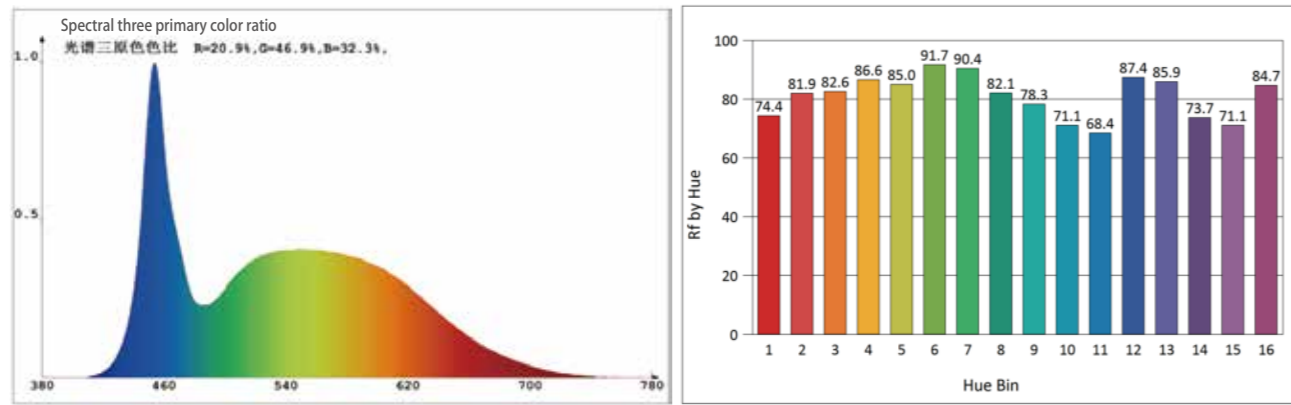 Spectral three primary color ratio
光谱三原色色比 R=20.9%,G=46.9%,B=32.3%,
1.0
0.5
380 460 540 620 700 780
100
80
60
40
20
0
Rf by Hue
74.4 81.9 82.6 86.6 85.0 91.7 90.4 82.1 78.3 71.1 68.4 87.4 85.9 73.7 71.1 84.7
1 2 3 4 5 6 7 8 9 10 11 12 13 14 15 16
Hue Bin